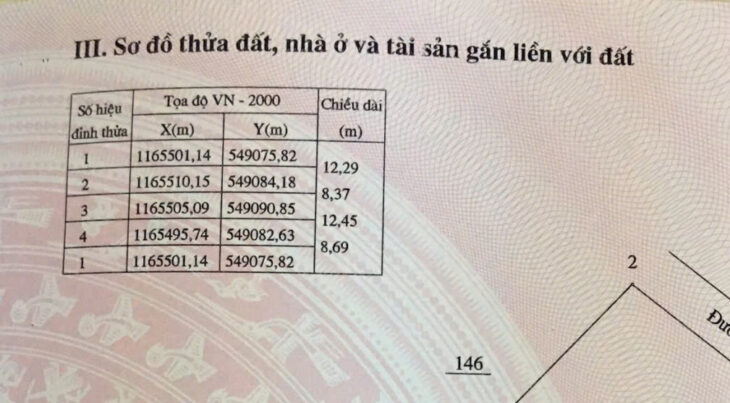 III. Sơ đồ thửa đất, nhà ở và tài sản gắn liền với đất
Số hiệu đỉnh thửa Tọa độ VN - 2000 Chiều dài (m)
X(m) Y(m)
1 1165501,14 549075,82
12,29
2 1165510,15 549084,18
8,37
3 1165505,09 549090,85
12,45
4 1165495,74 549082,63
8,69
1 1165501,14 549075,82
2
146